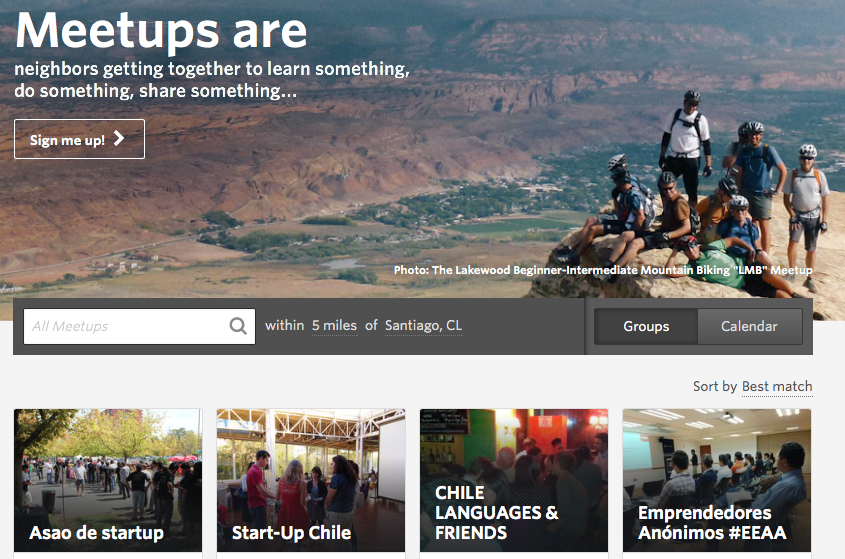 Meetups are
neighbors getting together to learn something,
do something, share something...
Sign me up!
Photo: The Lakewood Beginner-Intermediate Mountain Biking "LMB" Meetup
All Meetups
within 5 miles of Santiago, CL
Groups
Calendar
Sort by Best match
Asao de startup
Start-Up Chile
CHILE
LANGUAGES &
FRIENDS
Emprendedores
Anónimos #EEAA